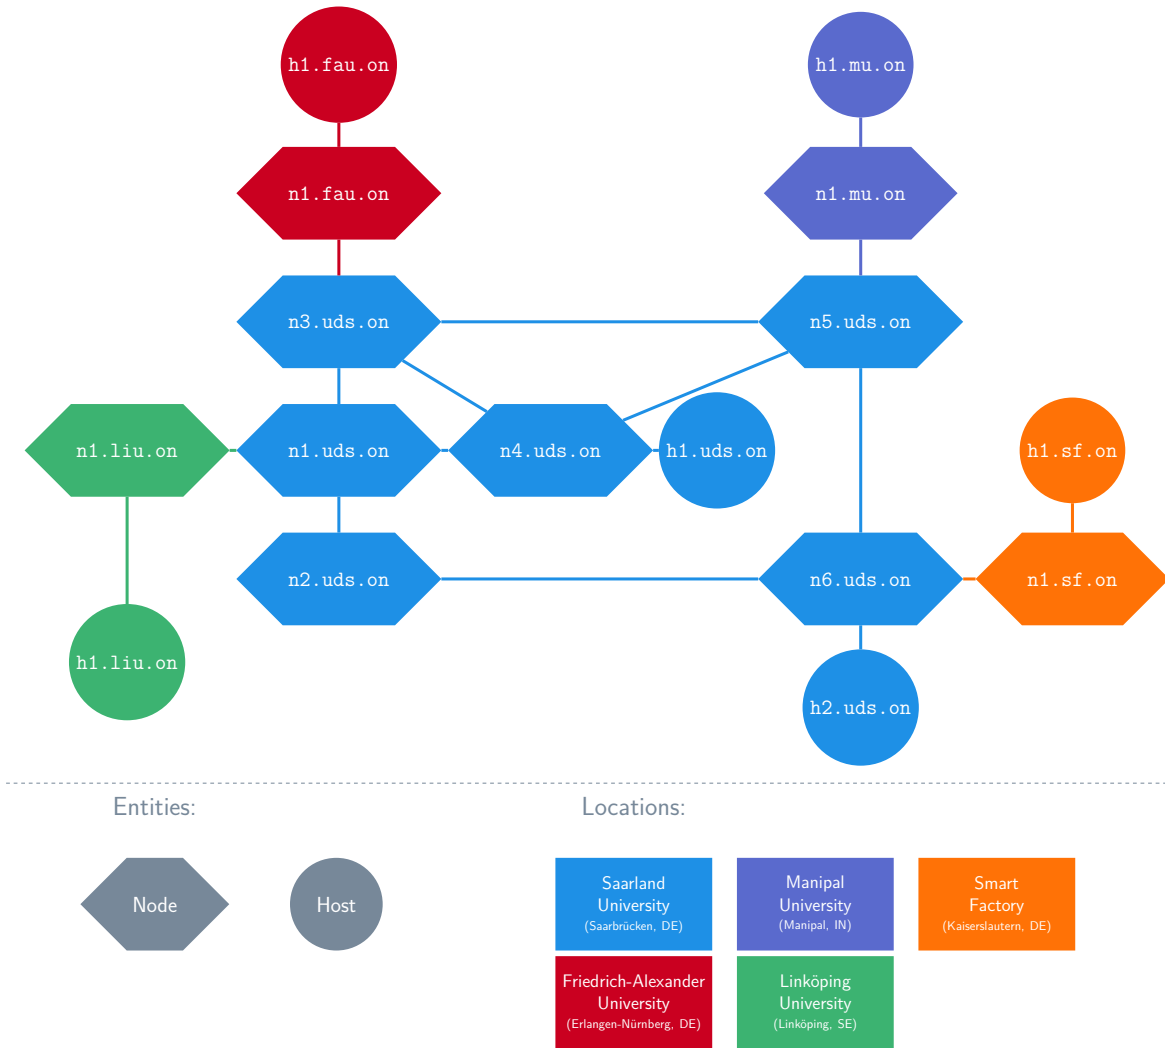 h1.fau.on
h1.mu.on
n1.fau.on
n1.mu.on
n3.uds.on
n5.uds.on
n1.liu.on
n1.uds.on
n4.uds.on
h1.uds.on
h1.sf.on
n2.uds.on
n6.uds.on
n1.sf.on
h1.liu.on
h2.uds.on
Entities:
Node
Host
Locations:
Saarland
University
(Saarbrücken, DE)
Manipal
University
(Manipal, IN)
Smart
Factory
(Kaiserslautern, DE)
Friedrich-Alexander
University
(Erlangen-Nürnberg, DE)
Linköping
University
(Linköping, SE)